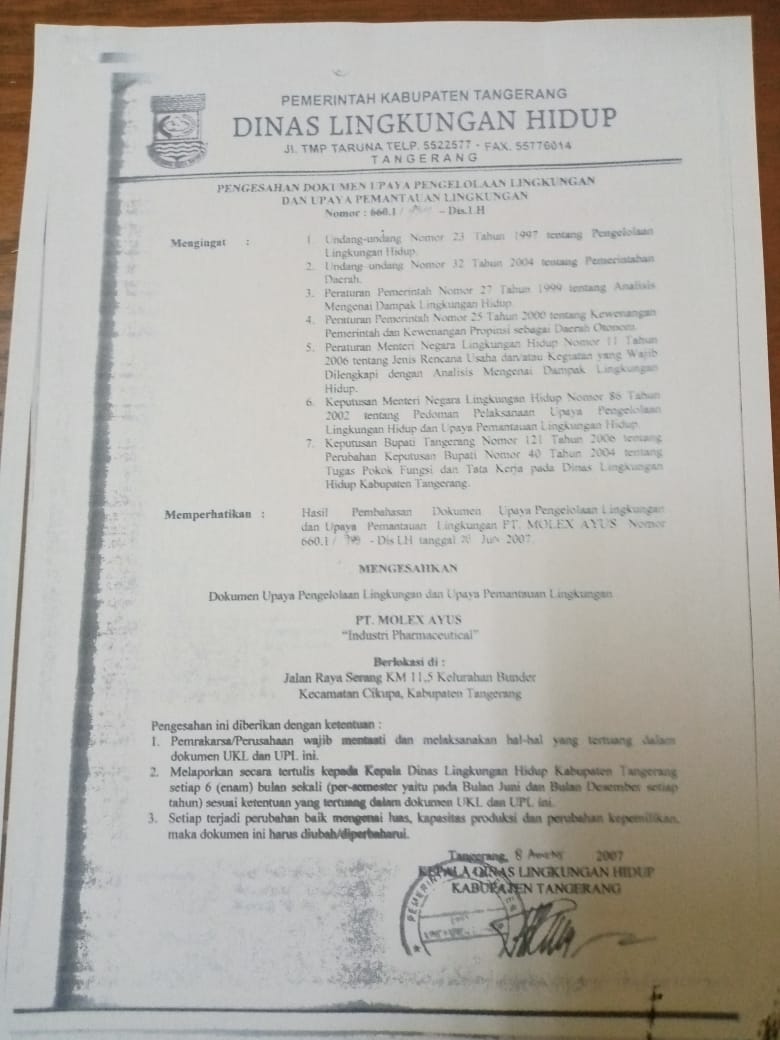 PEMERINTAH KABUPATEN TANGERANG
DINAS LINGKUNGAN HIDUP
Jl. TMP TARUNA TELP. 5522577 - FAX. 55776014
TANGERANG
PENGESAHAN DOKUMEN UPAYA PENGELOLAAN LINGKUNGAN
DAN UPAYA PEMANTAUAN LINGKUNGAN
Nomor : 660.1/ - Dis.LH
Mengingat :
1. Undang-undang Nomor 23 Tahun 1997 tentang Pengelolaan
Lingkungan Hidup.
2. Undang-undang Nomor 32 Tahun 2004 tentang Pemerintahan
Daerah.
3. Peraturan Pemerintah Nomor 27 Tahun 1999 tentang Analisis
Mengenai Dampak Lingkungan Hidup.
4. Peraturan Pemerintah Nomor 25 Tahun 2000 tentang Kewenangan
Pemerintah dan Kewenangan Propinsi sebagai Daerah Otonom.
5. Peraturan Menteri Negara Lingkungan Hidup Nomor 11 Tahun
2006 tentang Jenis Rencana Usaha dan/atau Kegiatan yang Wajib
Dilengkapi dengan Analisis Mengenai Dampak Lingkungan
Hidup.
6. Keputusan Menteri Negara Lingkungan Hidup Nomor 86 Tahun
2002 tentang Pedoman Pelaksanaan Upaya Pengelolaan
Lingkungan Hidup dan Upaya Pemantauan Lingkungan Hidup.
7. Keputusan Bupati Tangerang Nomor 121 Tahun 2006 tentang
Perubahan Keputusan Bupati Nomor 40 Tahun 2004 tentang
Tugas Pokok Fungsi dan Tata Kerja pada Dinas Lingkungan
Hidup Kabupaten Tangerang.
Memperhatikan :
Hasil Pembahasan Dokumen Upaya Pengelolaan Lingkungan
dan Upaya Pemantauan Lingkungan PT. MOLEX AYUS Nomor
660.1/ - Dis LH tanggal Juni 2007.
MENGESAHKAN
Dokumen Upaya Pengelolaan Lingkungan dan Upaya Pemantauan Lingkungan
PT. MOLEX AYUS
"Industri Pharmaceutical"
Berlokasi di :
Jalan Raya Serang KM 11,5 Kelurahan Bunder
Kecamatan Cikupa, Kabupaten Tangerang
Pengesahan ini diberikan dengan ketentuan :
1. Pemrakarsa/Perusahaan wajib mentaati dan melaksanakan hal-hal yang tertuang dalam
dokumen UKL dan UPL ini.
2. Melaporkan secara tertulis kepada Kepala Dinas Lingkungan Hidup Kabupaten Tangerang
setiap 6 (enam) bulan sekali (per-semester yaitu pada Bulan Juni dan Bulan Desember setiap
tahun) sesuai ketentuan yang tertuang dalam dokumen UKL dan UPL ini.
3. Setiap terjadi perubahan baik mengenai luas, kapasitas produksi dan perubahan kepemilikan,
maka dokumen ini harus diubah/diperbaharui.
Tangerang, 8 2007
KEPALA DINAS LINGKUNGAN HIDUP
KABUPATEN TANGERANG